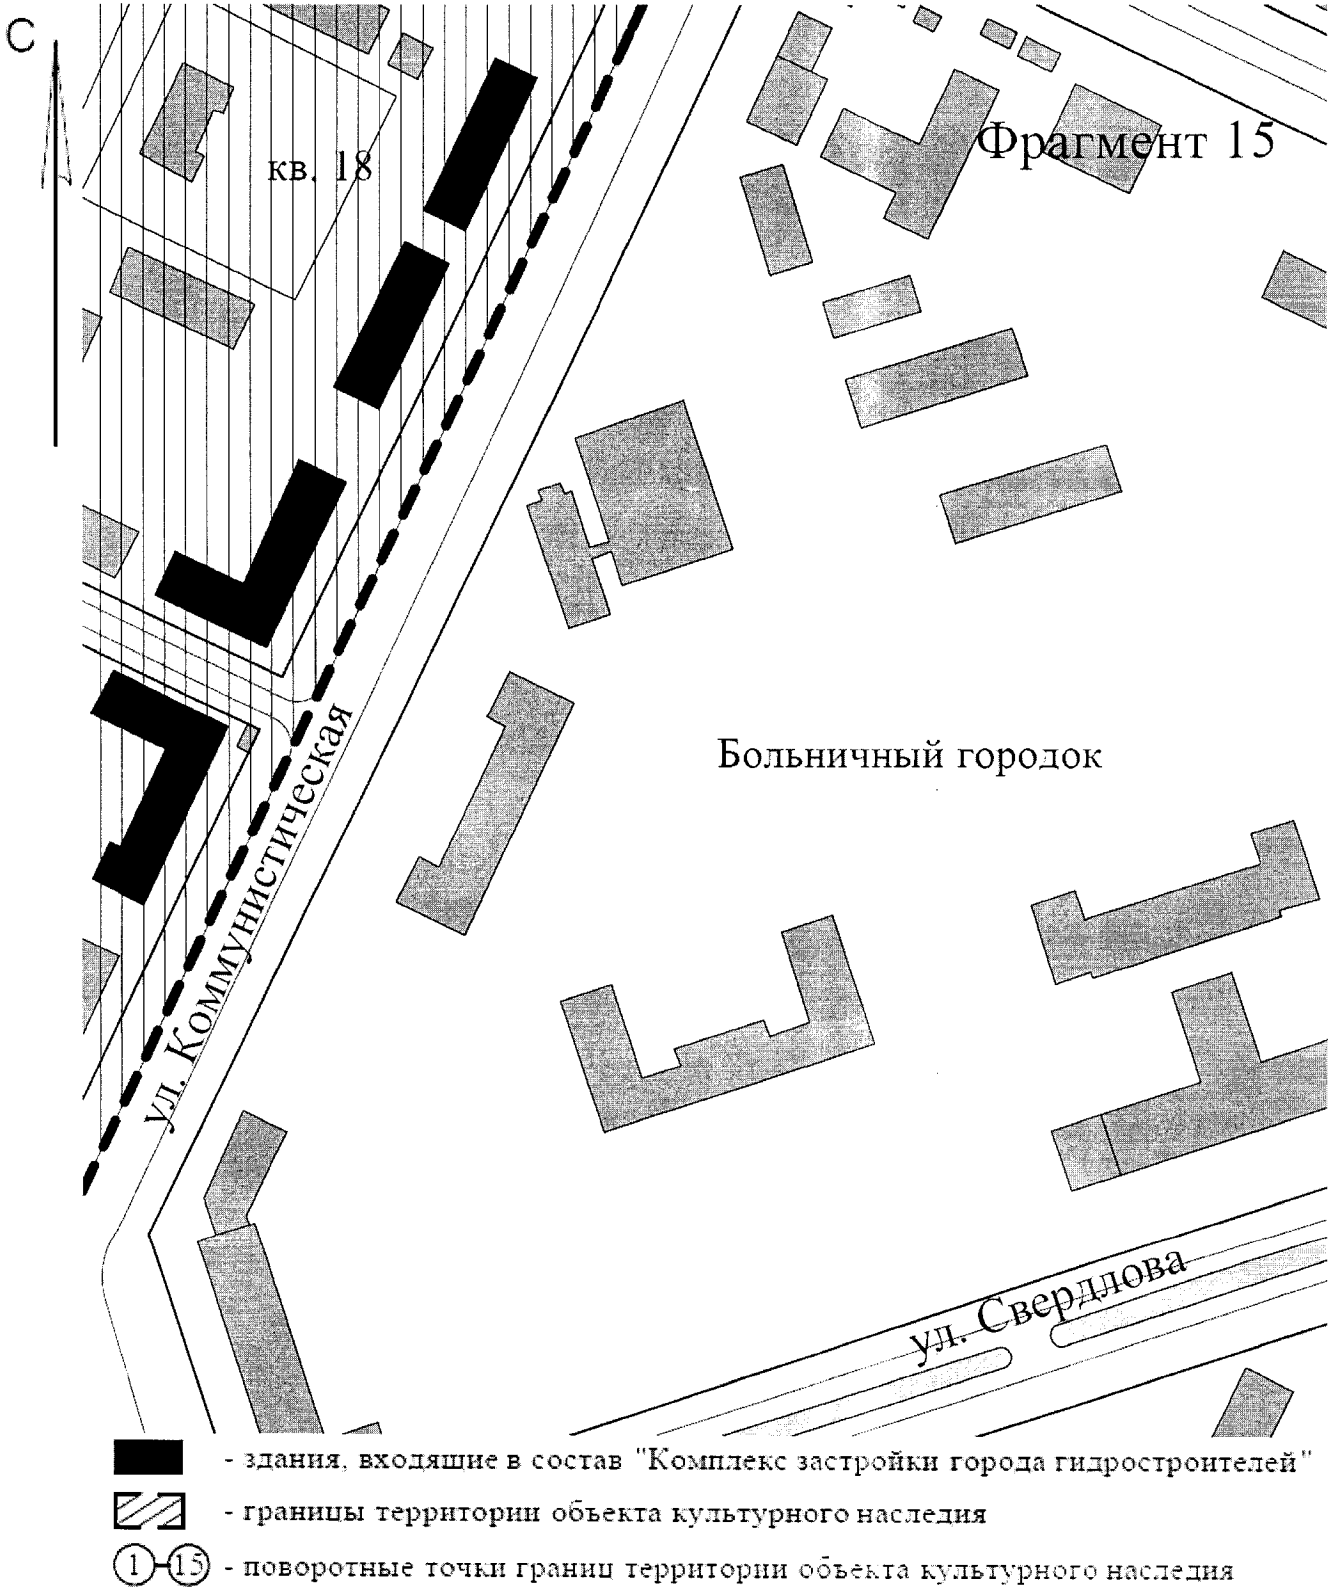 С
Фрагмент 15
кв. 18
Больничный городок
ул. Коммунистическая
ул. Свердлова
- здания, входящие в состав "Комплекс застройки города гидростроителей"
- границы территории объекта культурного наследия
1-15 - поворотные точки границ территории объекта культурного наследия